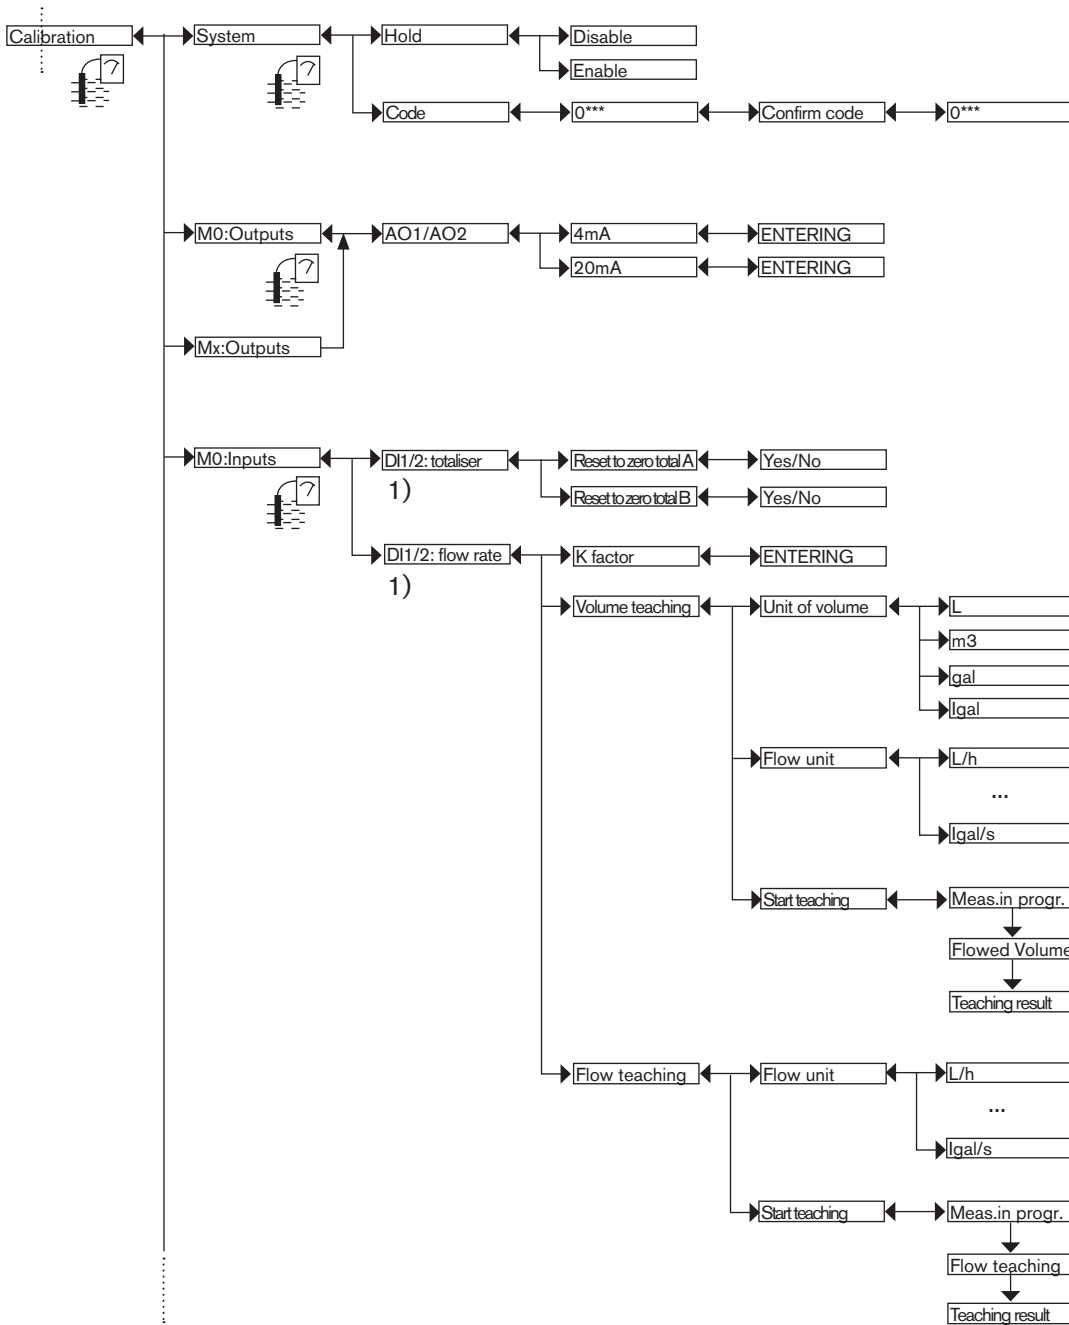 Calibration
System
Hold
Disable
Enable
Code
0***
Confirm code
0***
M0:Outputs
AO1/AO2
4mA
ENTERING
20mA
ENTERING
Mx:Outputs
M0:Inputs
DI1/2: totaliser
1)
Reset to zero total A
Yes/No
Reset to zero total B
Yes/No
DI1/2: flow rate
1)
K factor
ENTERING
Volume teaching
Unit of volume
L
m3
gal
Igal
Flow unit
L/h
...
Igal/s
Start teaching
Meas.in progr.
Flowed Volume
Teaching result
Flow teaching
Flow unit
L/h
...
Igal/s
Start teaching
Meas.in progr.
Flow teaching
Teaching result